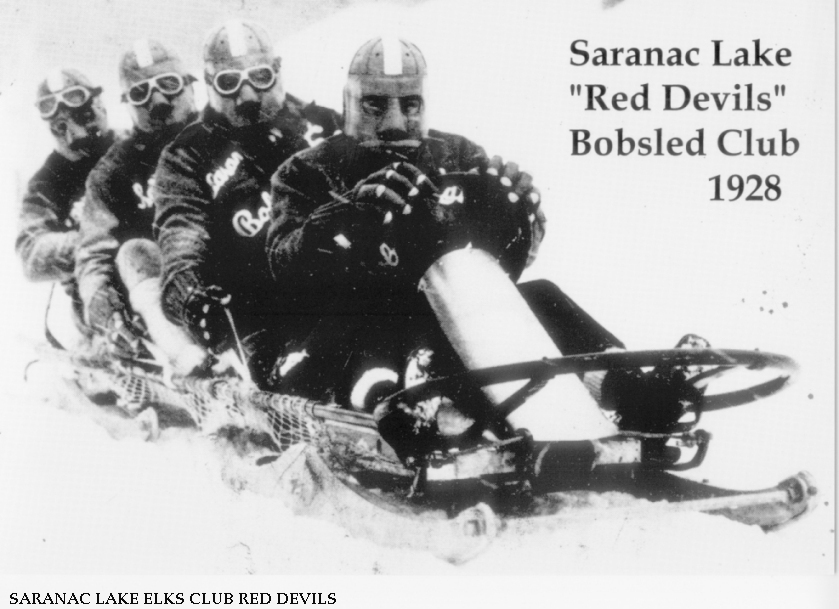 Saranac Lake
"Red Devils"
Bobsled Club
1928
SARANAC LAKE ELKS CLUB RED DEVILS